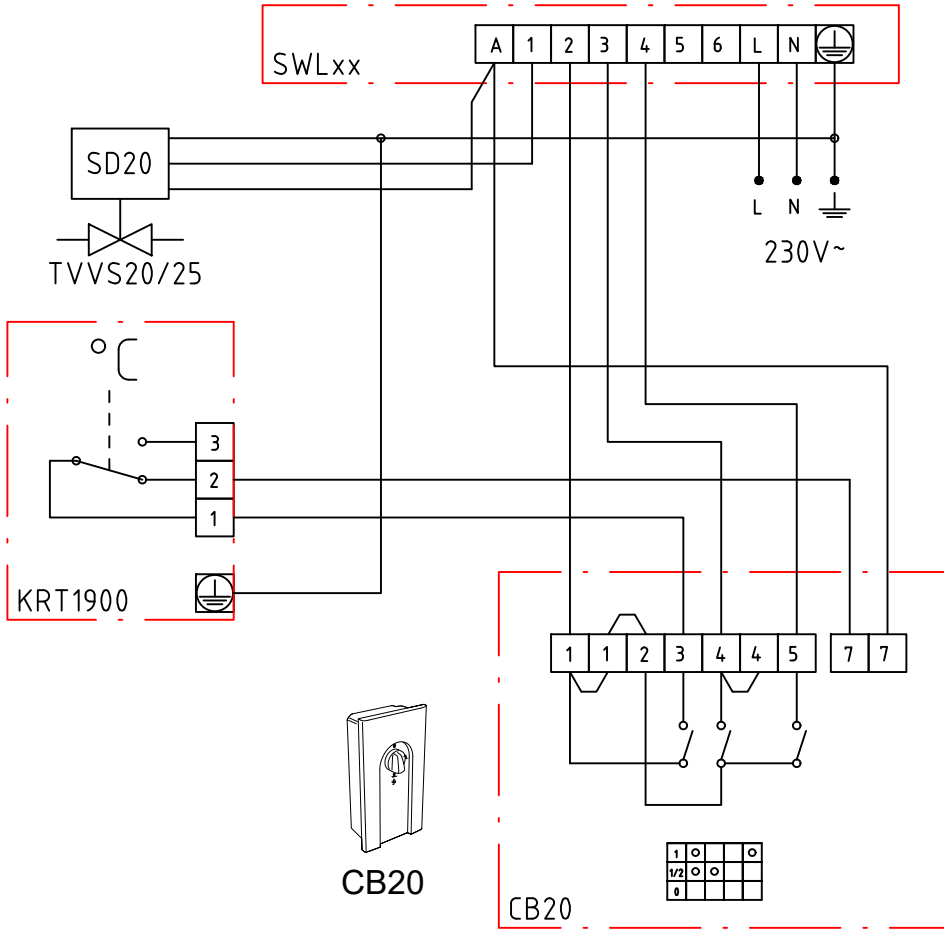 A 1 2 3 4 5 6 L N
SWLxx
SD20
L N
230V~
TVVS20/25
3
2
1
KRT1900
1 1 2 3 4 4 5 7 7
1
1/2
0
CB20
CB20